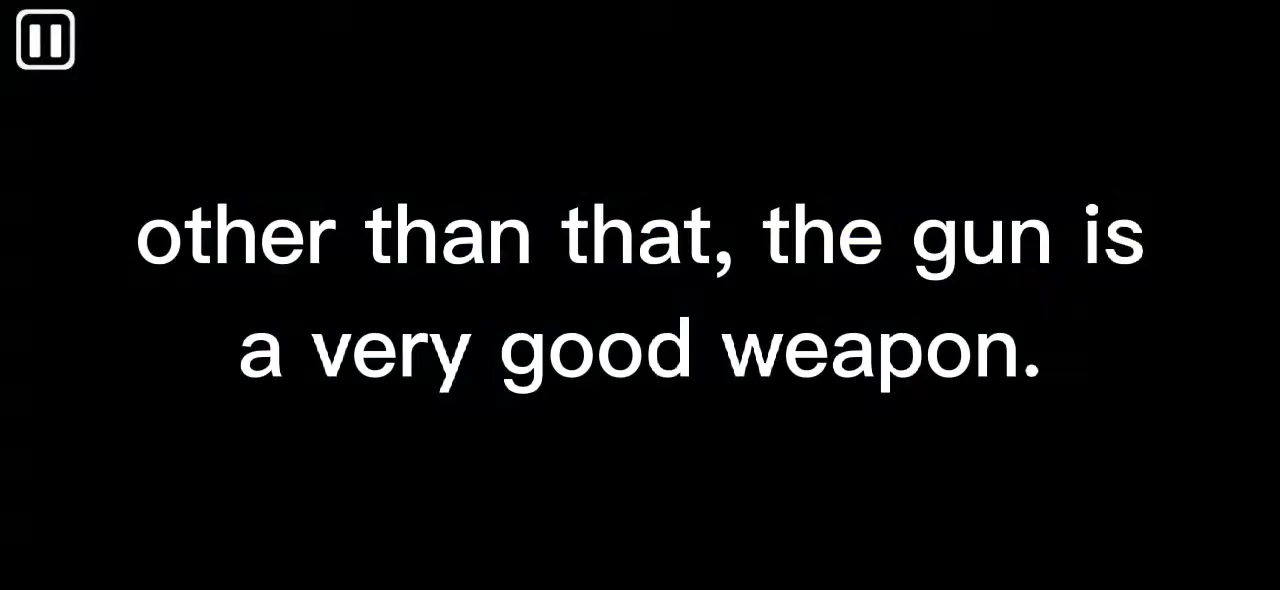 other than that, the gun is
a very good weapon.